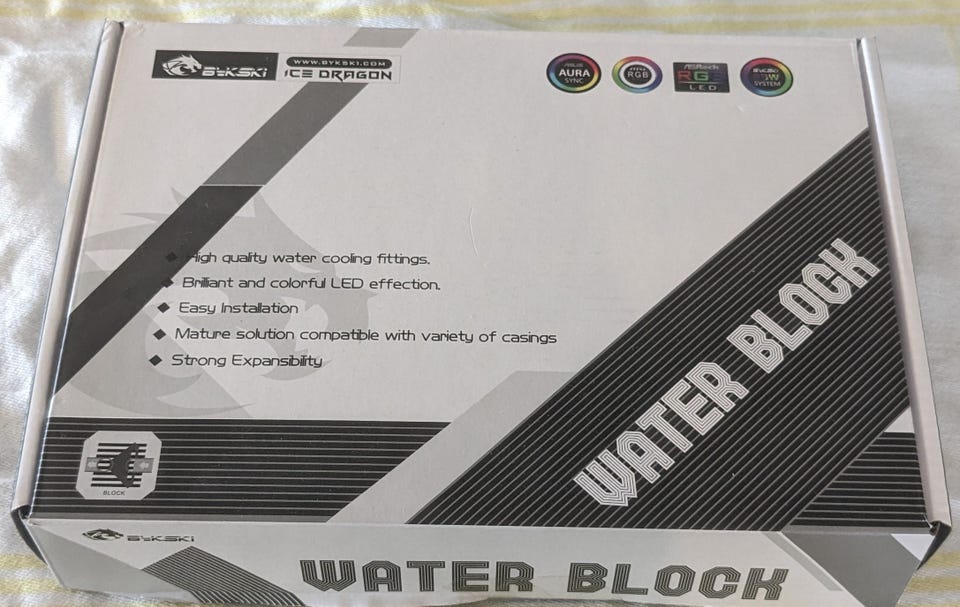 BYKSKI
WWW.BYKSKI.COM
ICE DRAGON
ASUS
AURA
SYNC
RGB
ASRock
RGB
LED
SYSTEM
High quality water cooling fittings.
Brilliant and colorful LED effection.
Easy Installation
Mature solution compatible with variety of casings
Strong Expansibility
WATER BLOCK
BLOCK
BYKSKI
WATER BLOCK